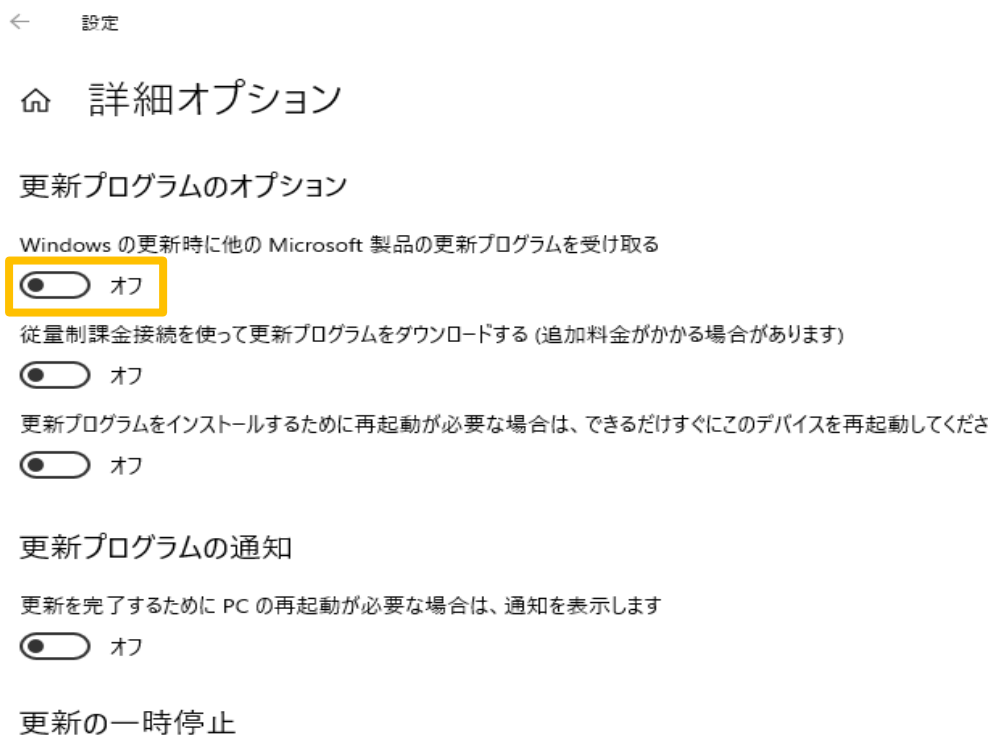 設定
詳細オプション
更新プログラムのオプション
Windows の更新時に他の Microsoft 製品の更新プログラムを受け取る
オフ
従量制課金接続を使って更新プログラムをダウンロードする (追加料金がかかる場合があります)
オフ
更新プログラムをインストールするために再起動が必要な場合は、できるだけすぐにこのデバイスを再起動してくださ
オフ
更新プログラムの通知
更新を完了するために PC の再起動が必要な場合は、通知を表示します
オフ
更新の一時停止